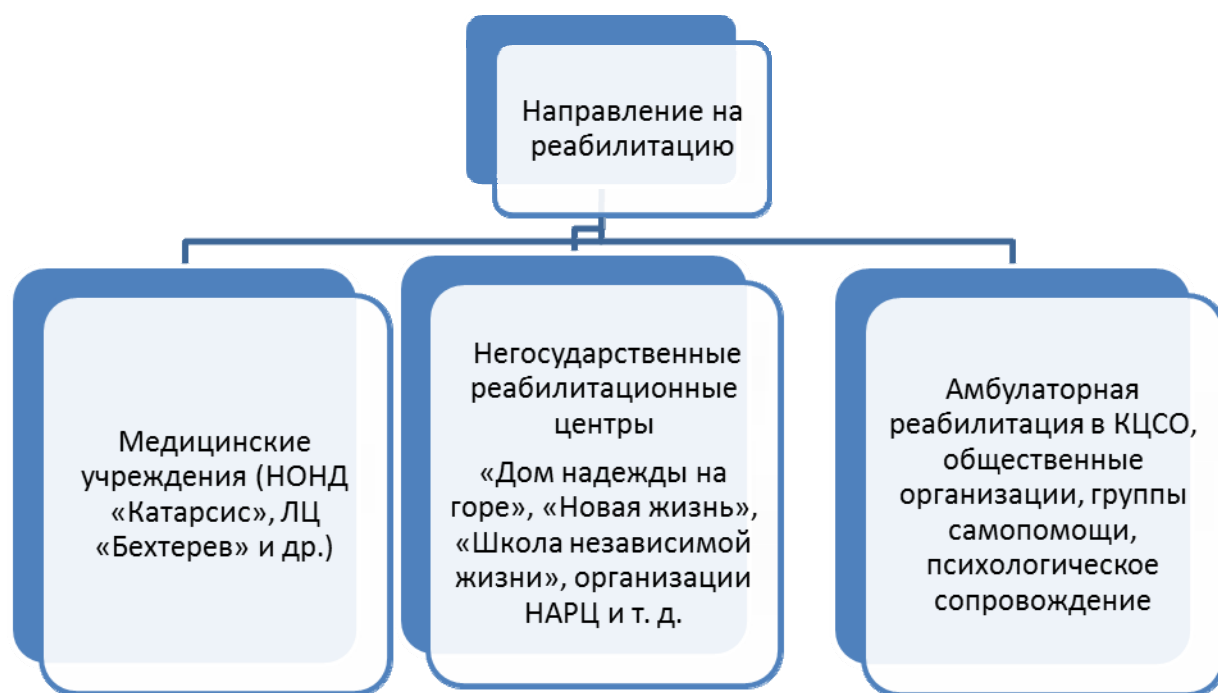 Направление на
реабилитацию
Медицинские
учреждения (НОНД
«Катарсис», ЛЦ
«Бехтерев» и др.)
Негосударственные
реабилитационные
центры
«Дом надежды на
горе», «Новая жизнь»,
«Школа независимой
жизни», организации
НАРЦ и т. д.
Амбулаторная
реабилитация в КЦСО,
общественные
организации, группы
самопомощи,
психологическое
сопровождение